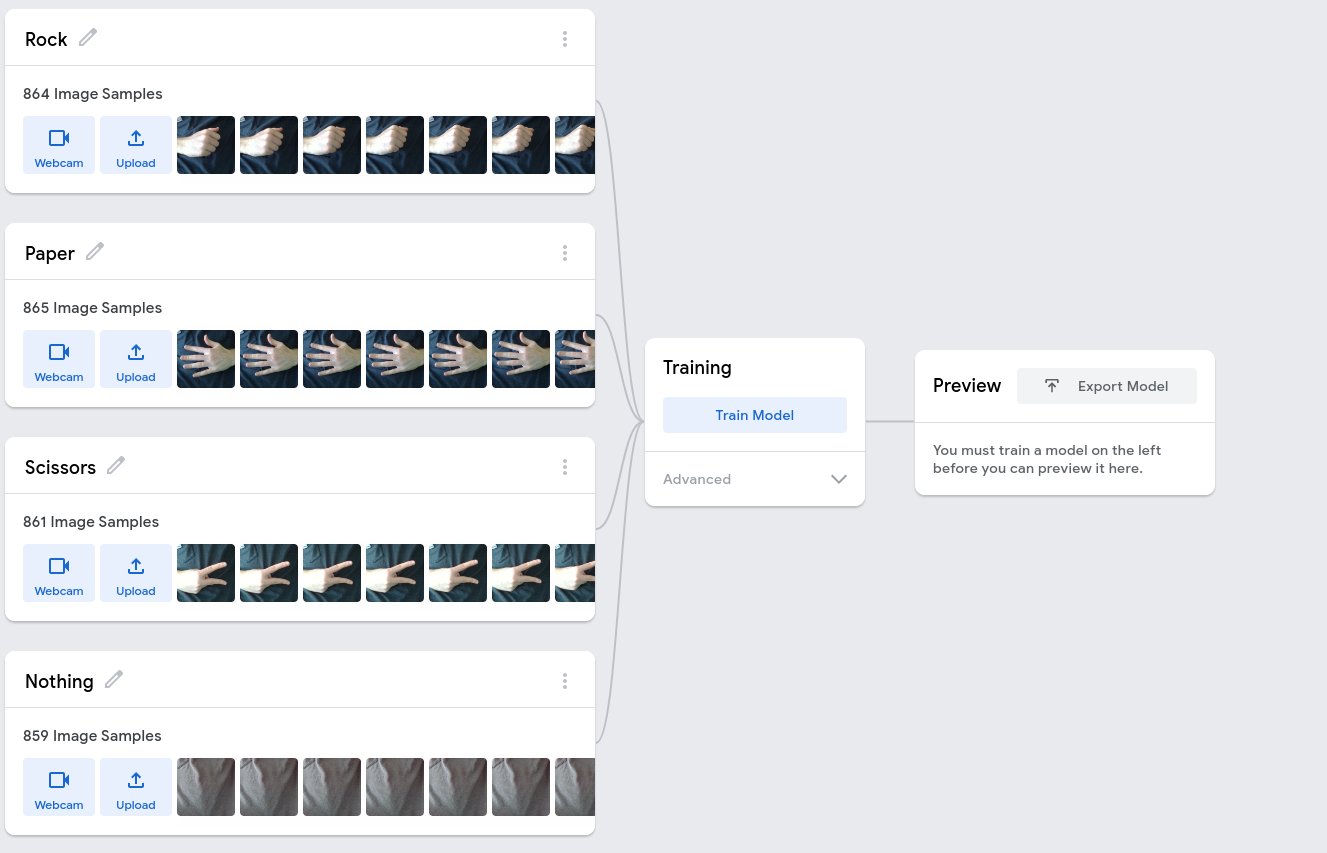 Rock
864 Image Samples
Webcam
Upload
Paper
865 Image Samples
Webcam
Upload
Scissors
861 Image Samples
Webcam
Upload
Nothing
859 Image Samples
Webcam
Upload
Training
Train Model
Advanced
Preview
Export Model
You must train a model on the left
before you can preview it here.